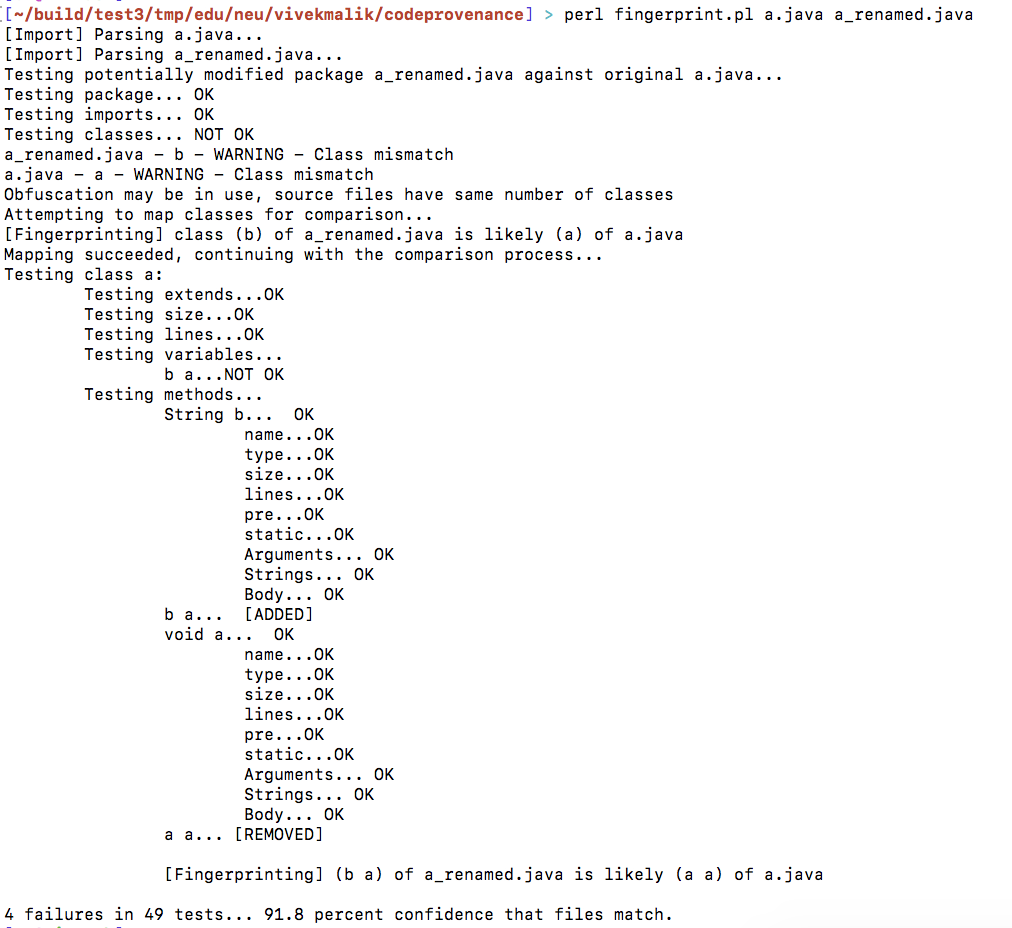 [~/build/test3/tmp/edu/neu/vivekmalik/codeprovenance] > perl fingerprint.pl a.java a_renamed.java
[Import] Parsing a.java...
[Import] Parsing a_renamed.java...
Testing potentially modified package a_renamed.java against original a.java...
Testing package... OK
Testing imports... OK
Testing classes... NOT OK
a_renamed.java – b – WARNING – Class mismatch
a.java – a – WARNING – Class mismatch
Obfuscation may be in use, source files have same number of classes
Attempting to map classes for comparison...
[Fingerprinting] class (b) of a_renamed.java is likely (a) of a.java
Mapping succeeded, continuing with the comparison process...
Testing class a:
        Testing extends...OK
        Testing size...OK
        Testing lines...OK
        Testing variables...
                b a...NOT OK
        Testing methods...
                String b...  OK
                        name...OK
                        type...OK
                        size...OK
                        lines...OK
                        pre...OK
                        static...OK
                        Arguments... OK
                        Strings... OK
                        Body... OK
                b a...  [ADDED]
                void a...  OK
                        name...OK
                        type...OK
                        size...OK
                        lines...OK
                        pre...OK
                        static...OK
                        Arguments... OK
                        Strings... OK
                        Body... OK
                a a... [REMOVED]
                [Fingerprinting] (b a) of a_renamed.java is likely (a a) of a.java
4 failures in 49 tests... 91.8 percent confidence that files match.